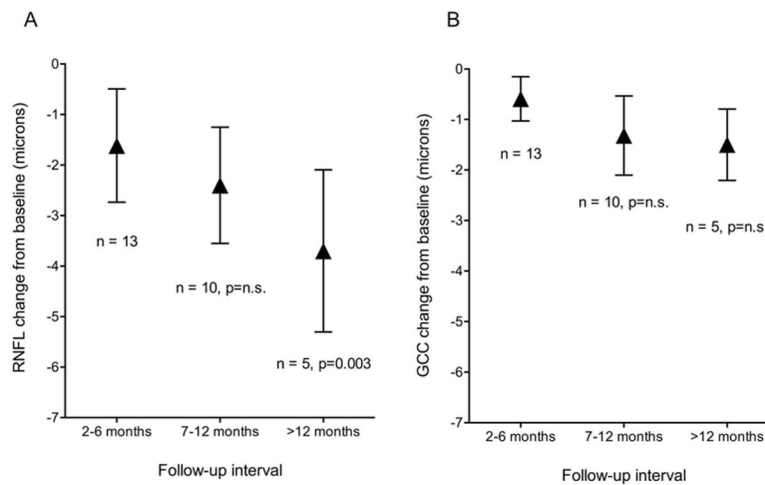 A
RNFL change from baseline (microns)
0
-1
-2
-3
-4
-5
-6
-7
n = 13
n = 10, p=n.s.
n = 5, p=0.003
2-6 months
7-12 months
>12 months
Follow-up interval
B
GCC change from baseline (microns)
0
-1
-2
-3
-4
-5
-6
-7
n = 13
n = 10, p=n.s.
n = 5, p=n.s
2-6 months
7-12 months
>12 months
Follow-up interval